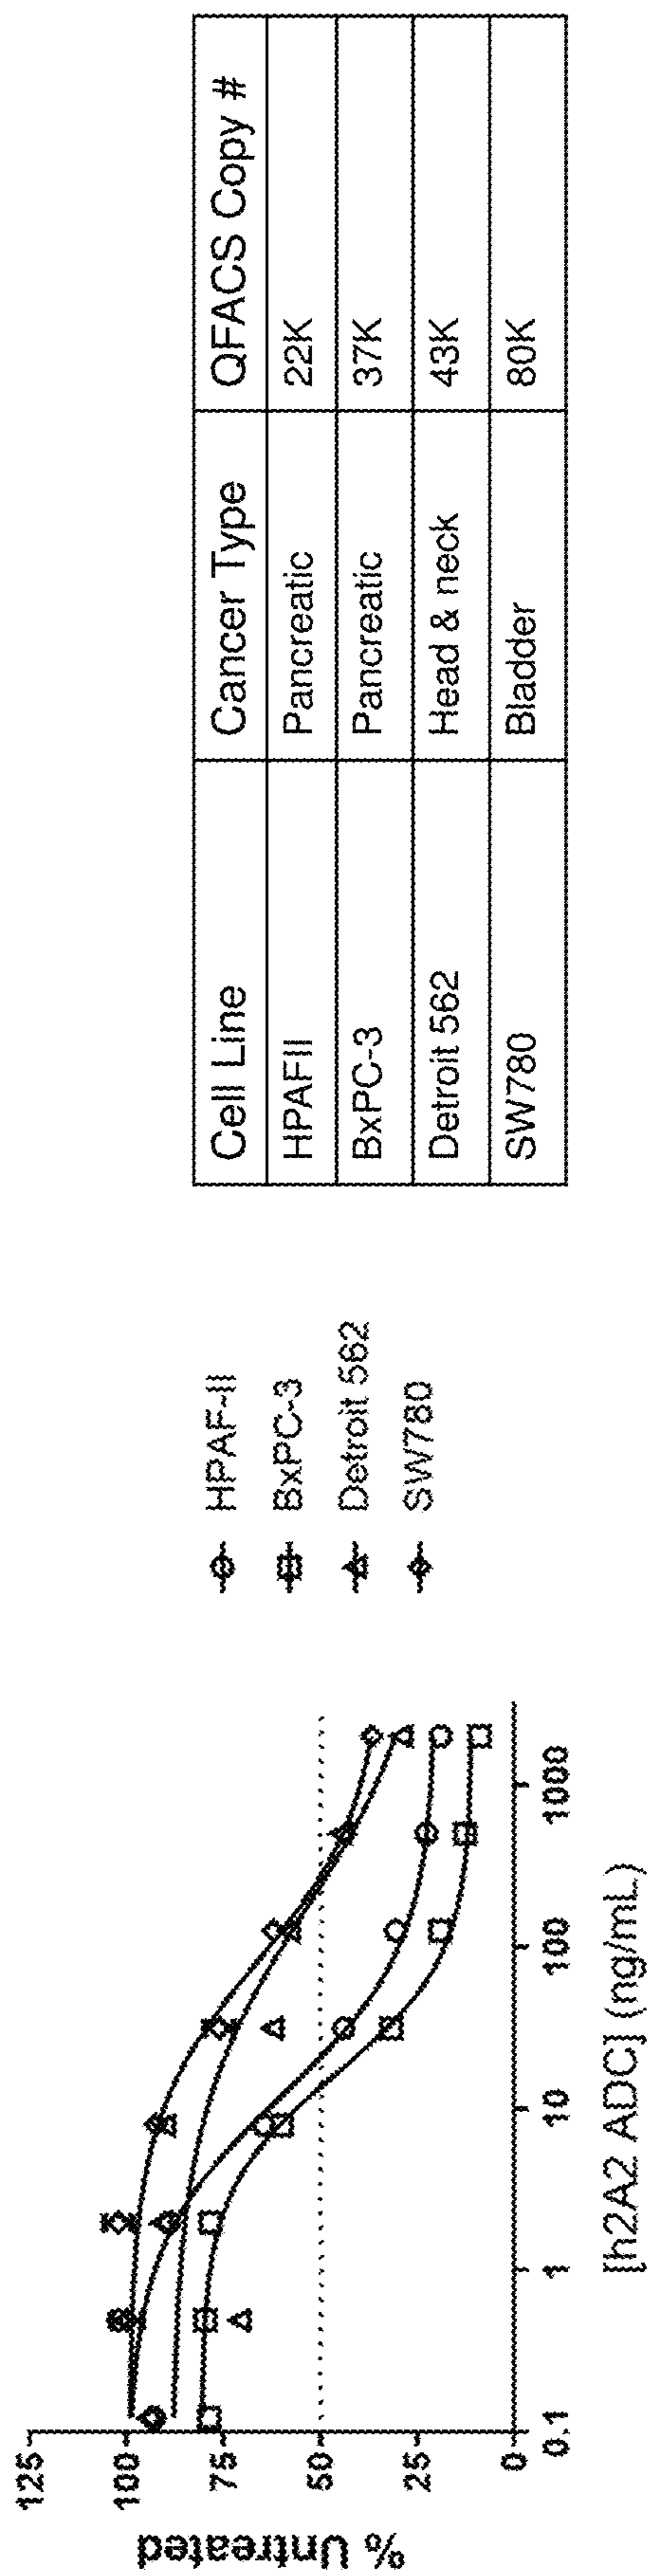 % Untreated
125
100
75
50
25
0
0.1
1
10
100
1000
[h2A2 ADC] (ng/mL)
HPAF-II
BxPC-3
Detroit 562
SW780
Cell Line Cancer Type QFACS Copy #
HPAFII Pancreatic 22K
BxPC-3 Pancreatic 37K
Detroit 562 Head & neck 43K
SW780 Bladder 80K